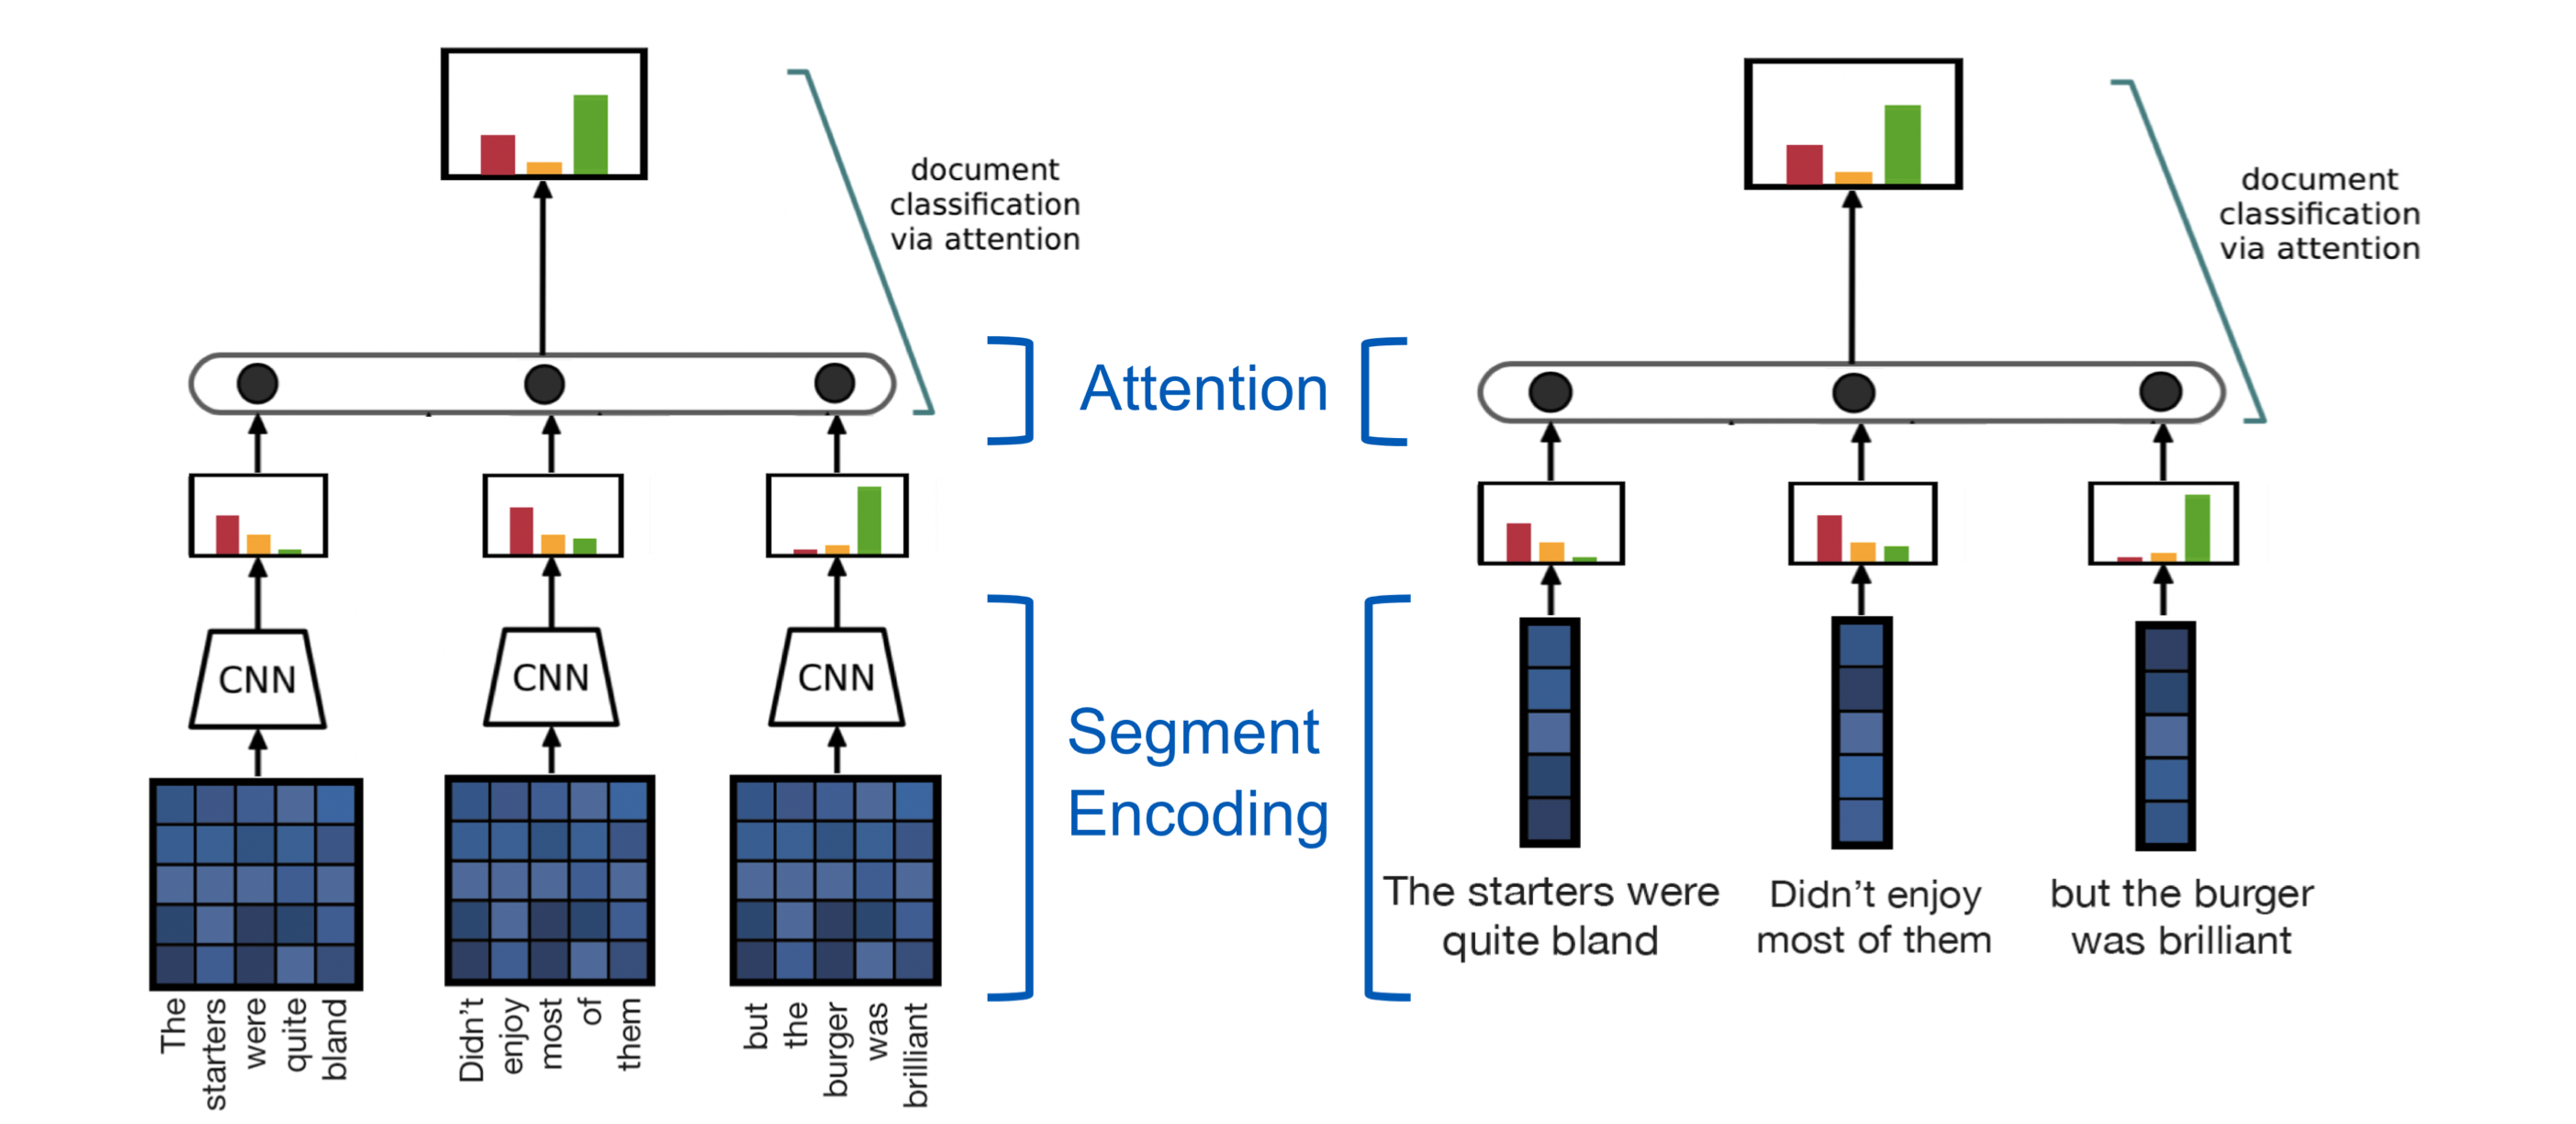 document
classification
via attention
CNN
CNN
CNN
The
starters
were
quite
bland
Didn't
enjoy
most
of
them
but
the
burger
was
brilliant
Attention
Segment
Encoding
document
classification
via attention
The starters were
quite bland
Didn't enjoy
most of them
but the burger
was brilliant